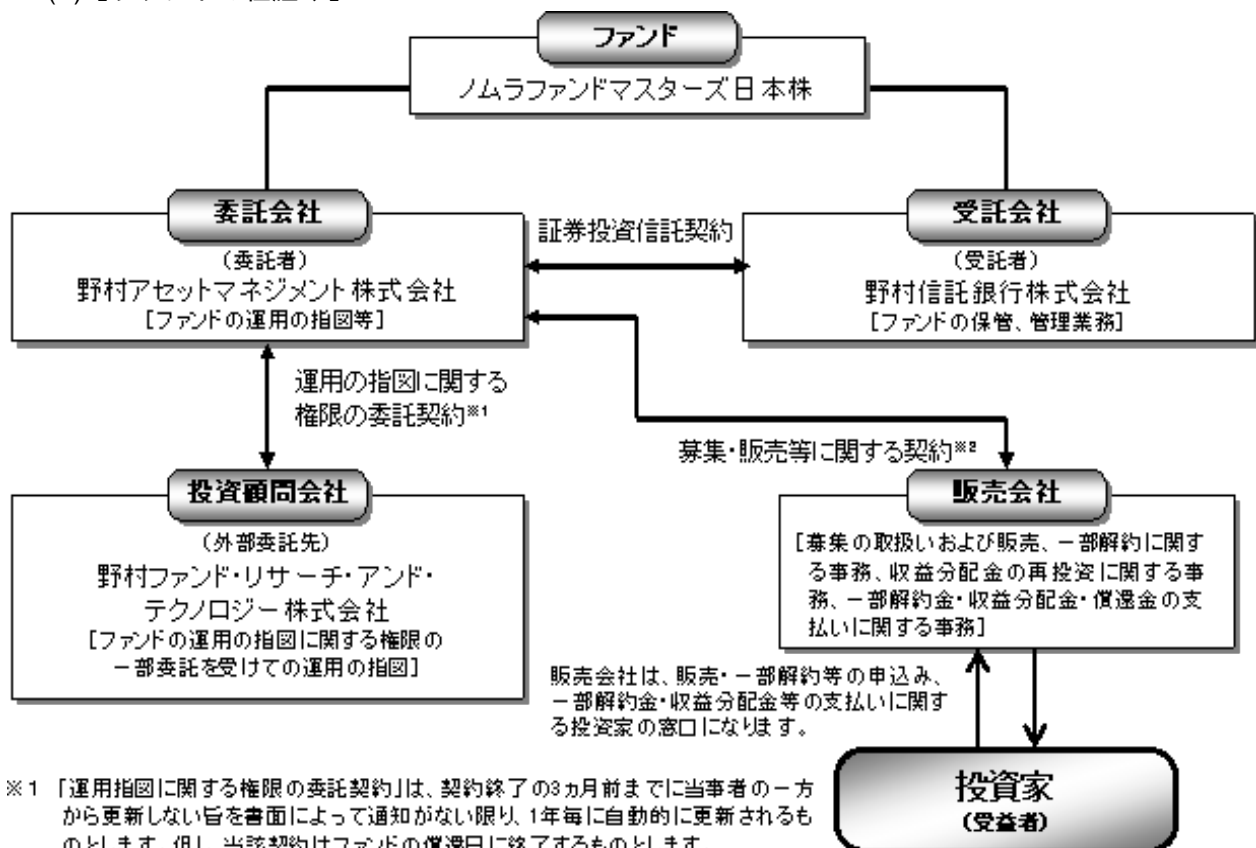 ファンド
ノムラファンドマスターズ日本株
委託会社
(委託者)
野村アセットマネジメント株式会社
[ファンドの運用の指図等]
証券投資信託契約
受託会社
(受託者)
野村信託銀行株式会社
[ファンドの保管、管理業務]
運用の指図に関する
権限の委託契約※1
募集・販売等に関する契約※2
投資顧問会社
(外部委託先)
野村ファンド・リサーチ・アンド・
テクノロジー株式会社
[ファンドの運用の指図に関する権限の
一部委託を受けての運用の指図]
販売会社
[募集の取扱いおよび販売、一部解約に関す
る事務、収益分配金の再投資に関する事
務、一部解約金・収益分配金・償還金の支
払いに関する事務]
販売会社は、販売・一部解約等の申込み、
一部解約金・収益分配金等の支払いに関す
る投資家の窓口になります。
投資家
(受益者)
※1 「運用指図に関する権限の委託契約」は、契約終了の3ヵ月前までに当事者の一方
から更新しない旨を書面によって通知がない限り、1年毎に自動的に更新されるも
のとします。但し、当該契約はファンドの償還日に終了するものとします。